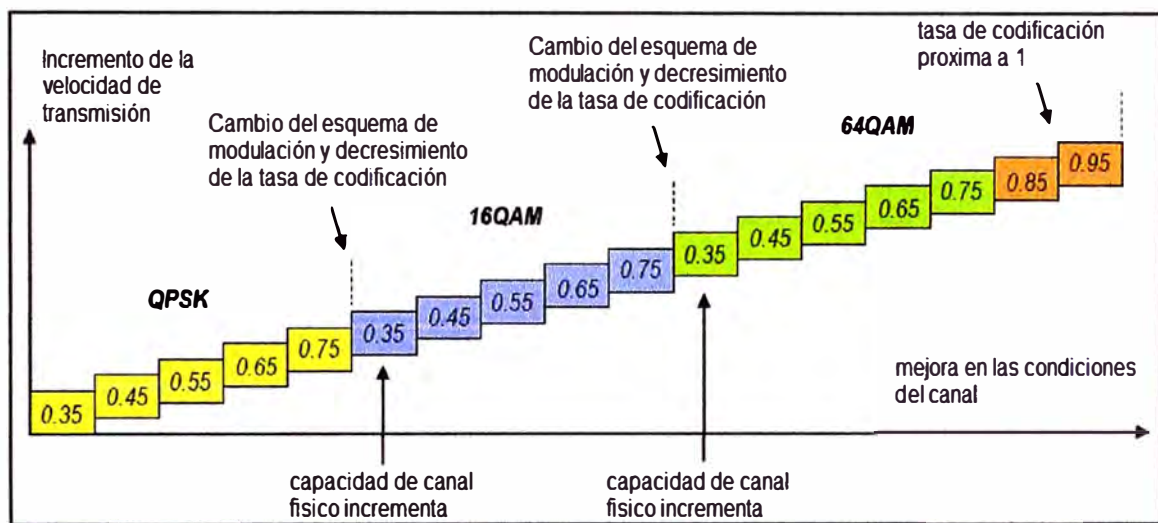 Incremento de la
velocidad de
transmisión
Cambio del esquema de
modulación y decresimiento
de la tasa de codificación
Cambio del esquema de
modulación y decresimiento
de la tasa de codificación
tasa de codificación
proxima a 1
QPSK
16QAM
64QAM
0.35
0.45
0.55
0.65
0.75
0.35
0.45
0.55
0.65
0.75
0.35
0.45
0.55
0.65
0.75
0.85
0.95
mejora en las condiciones
del canal
capacidad de canal
fisico incrementa
capacidad de canal
fisico incrementa